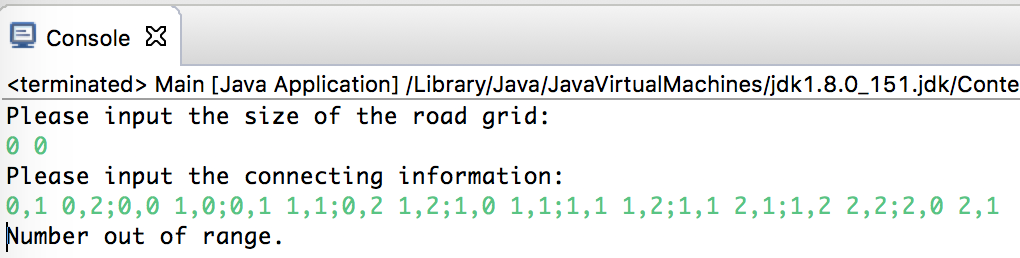 Console
<terminated> Main [Java Application] /Library/Java/JavaVirtualMachines/jdk1.8.0_151.jdk/Conte
Please input the size of the road grid:
0 0
Please input the connecting information:
0,1 0,2;0,0 1,0;0,1 1,1;0,2 1,2;1,0 1,1;1,1 1,2;1,1 2,1;1,2 2,2;2,0 2,1
Number out of range.